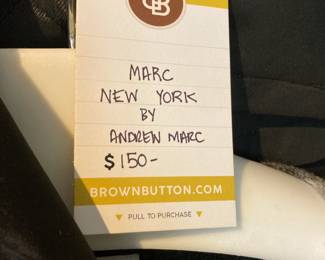 B
MARC
NEW YORK
BY
ANDREW MARC
$150-
BROWNBUTTON.COM
▼ PULL TO PURCHASE ▼